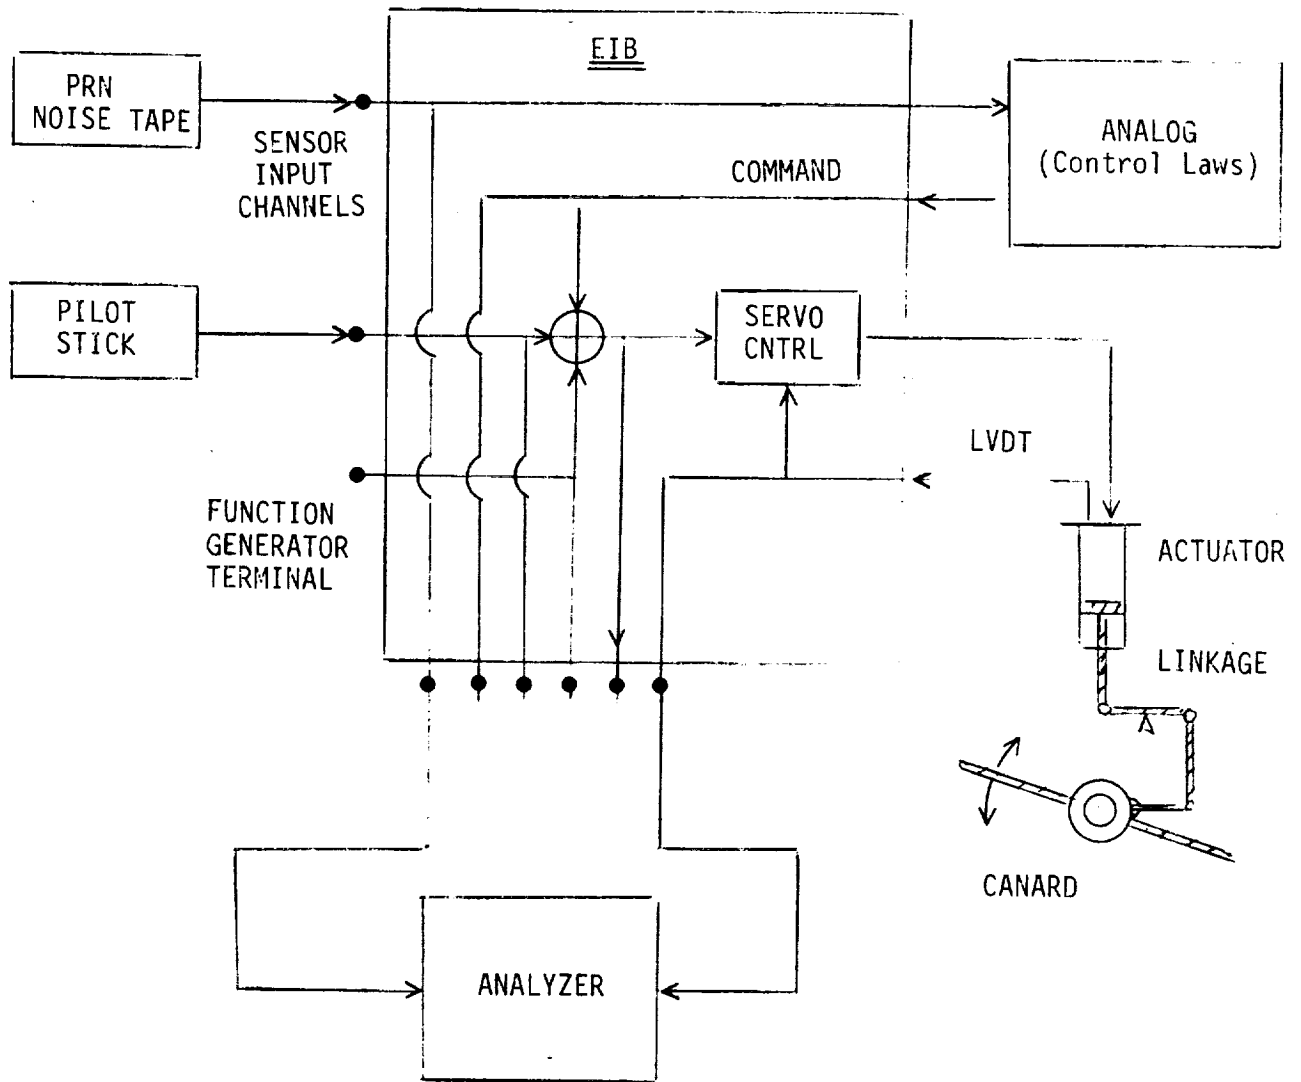 EIB
PRN
NOISE TAPE
SENSOR
INPUT
CHANNELS
ANALOG
(Control Laws)
COMMAND
PILOT
STICK
SERVO
CNTRL
LVDT
FUNCTION
GENERATOR
TERMINAL
ACTUATOR
LINKAGE
CANARD
ANALYZER